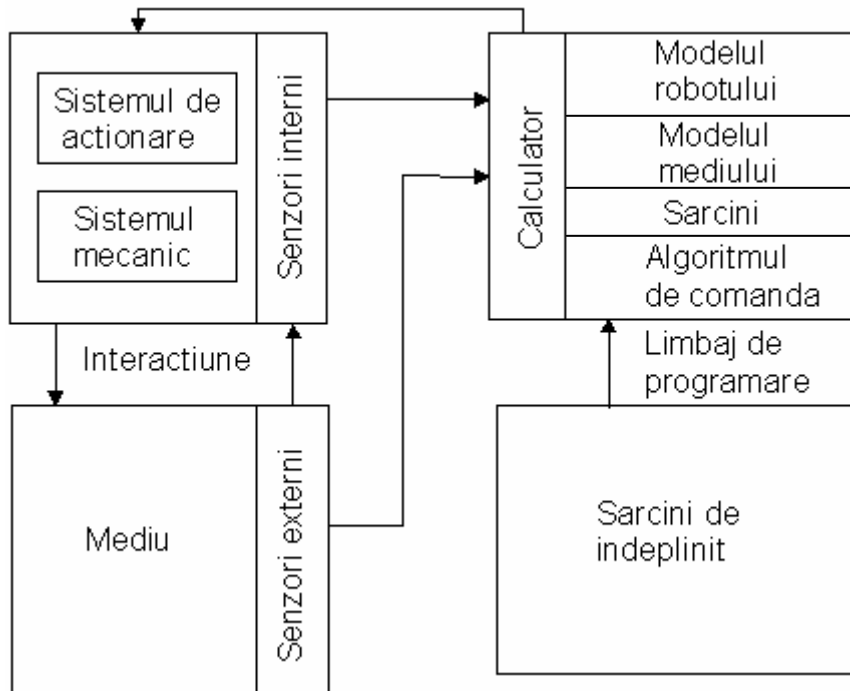 Sistemul de
actionare
Sistemul
mecanic
Senzori interni
Calculator
Modelul
robotului
Modelul
mediului
Sarcini
Algoritmul
de comanda
Interactiune
Limbaj de
programare
Mediu
Senzori externi
Sarcini de
indeplinit